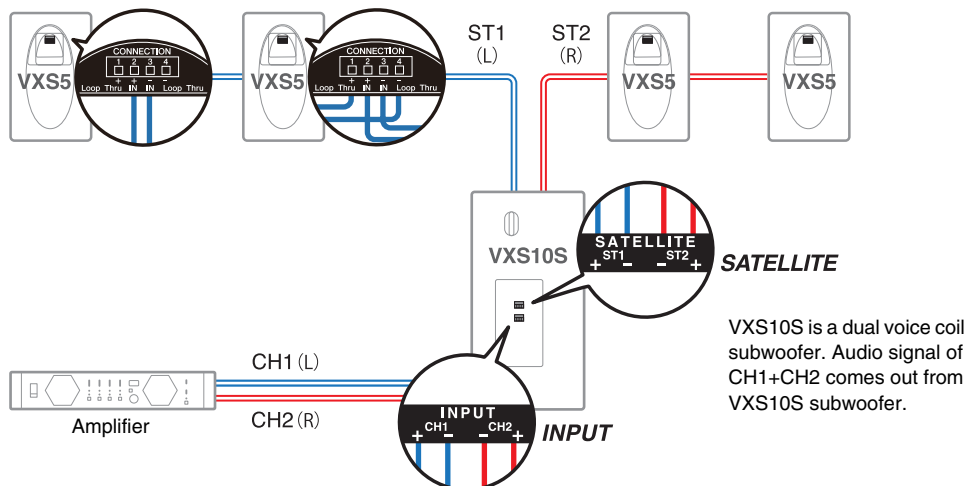 CONNECTION
1 2 3 4
+ + - -
Loop Thru IN IN Loop Thru
VXS5
CONNECTION
1 2 3 4
+ + - -
Loop Thru IN IN Loop Thru
VXS5
ST1
(L)
ST2
(R)
VXS5
VXS5
VXS10S
SATELLITE
ST1 ST2
+ - - +
SATELLITE
VXS10S is a dual voice coil
subwoofer. Audio signal of
CH1+CH2 comes out from
VXS10S subwoofer.
CH1 (L)
CH2 (R)
Amplifier
INPUT
CH1 CH2
+ - - +
INPUT